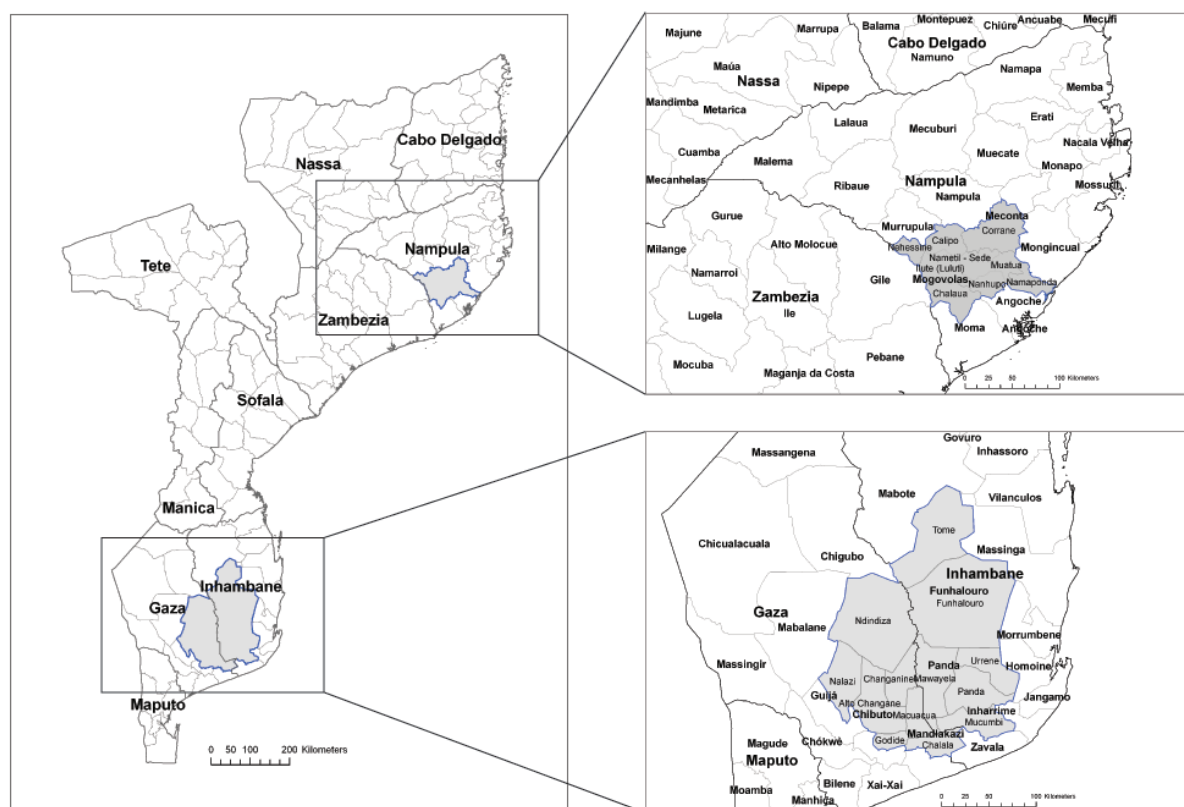 Cabo Delgado
Nassa
Nampula
Tete
Zambezia
Sofala
Manica
Inhambane
Gaza
Maputo
0 50 100 200 Kilometers
Montepuez
Ancuabe
Mecufi
Balama
Chiúre
Majune
Marrupa
Cabo Delgado
Namuno
Maúa
Nassa
Nipepe
Namapa
Memba
Mandimba
Metarica
Lalaua
Mecuburi
Erati
Cuamba
Muecate
Nacala Velha
Malema
Monapo
Mecanhelas
Ribaue
Nampula
Nampula
Mossuril
Gurue
Meconta
Murrupula
Corrane
Milange
Alto Molocue
Nahessine
Calipo
Mongincual
Nametil - Sede
Namarroi
Gile
Ilute (Luluti)
Muatua
Mogovolas
Nanhupo
Namaponda
Zambezia
Chalaua
Angoche
Lugela
Ile
Moma
Angoche
Mocuba
Pebane
Maganja da Costa
0 25 50 100 Kilometers
Govuro
Massangena
Inhassoro
Mabote
Vilanculos
Tome
Chicualacuala
Chigubo
Massinga
Inhambane
Funhalouro
Funhalouro
Gaza
Ndindiza
Mabalane
Morrumbene
Massingir
Panda
Urrene
Homoine
Nalazi
Changanine
Mawayela
Guijá
Panda
Jangamo
Alto Changane
Chibuto
Macuacua
Inharrime
Mucumbi
Mandlakazi
Chókwè
Godide
Chalala
Zavala
Magude
Maputo
Bilene
Xai-Xai
Moamba
Manhiça
0 25 50 100 Kilometers